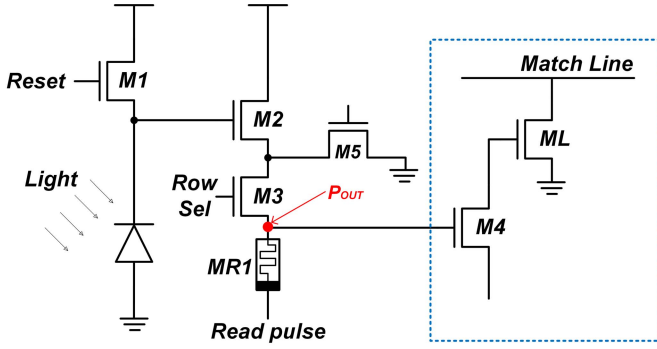 Match Line
Reset
M1
M2
ML
M5
Light
Row
Sel
M3
POUT
M4
MR1
Read pulse